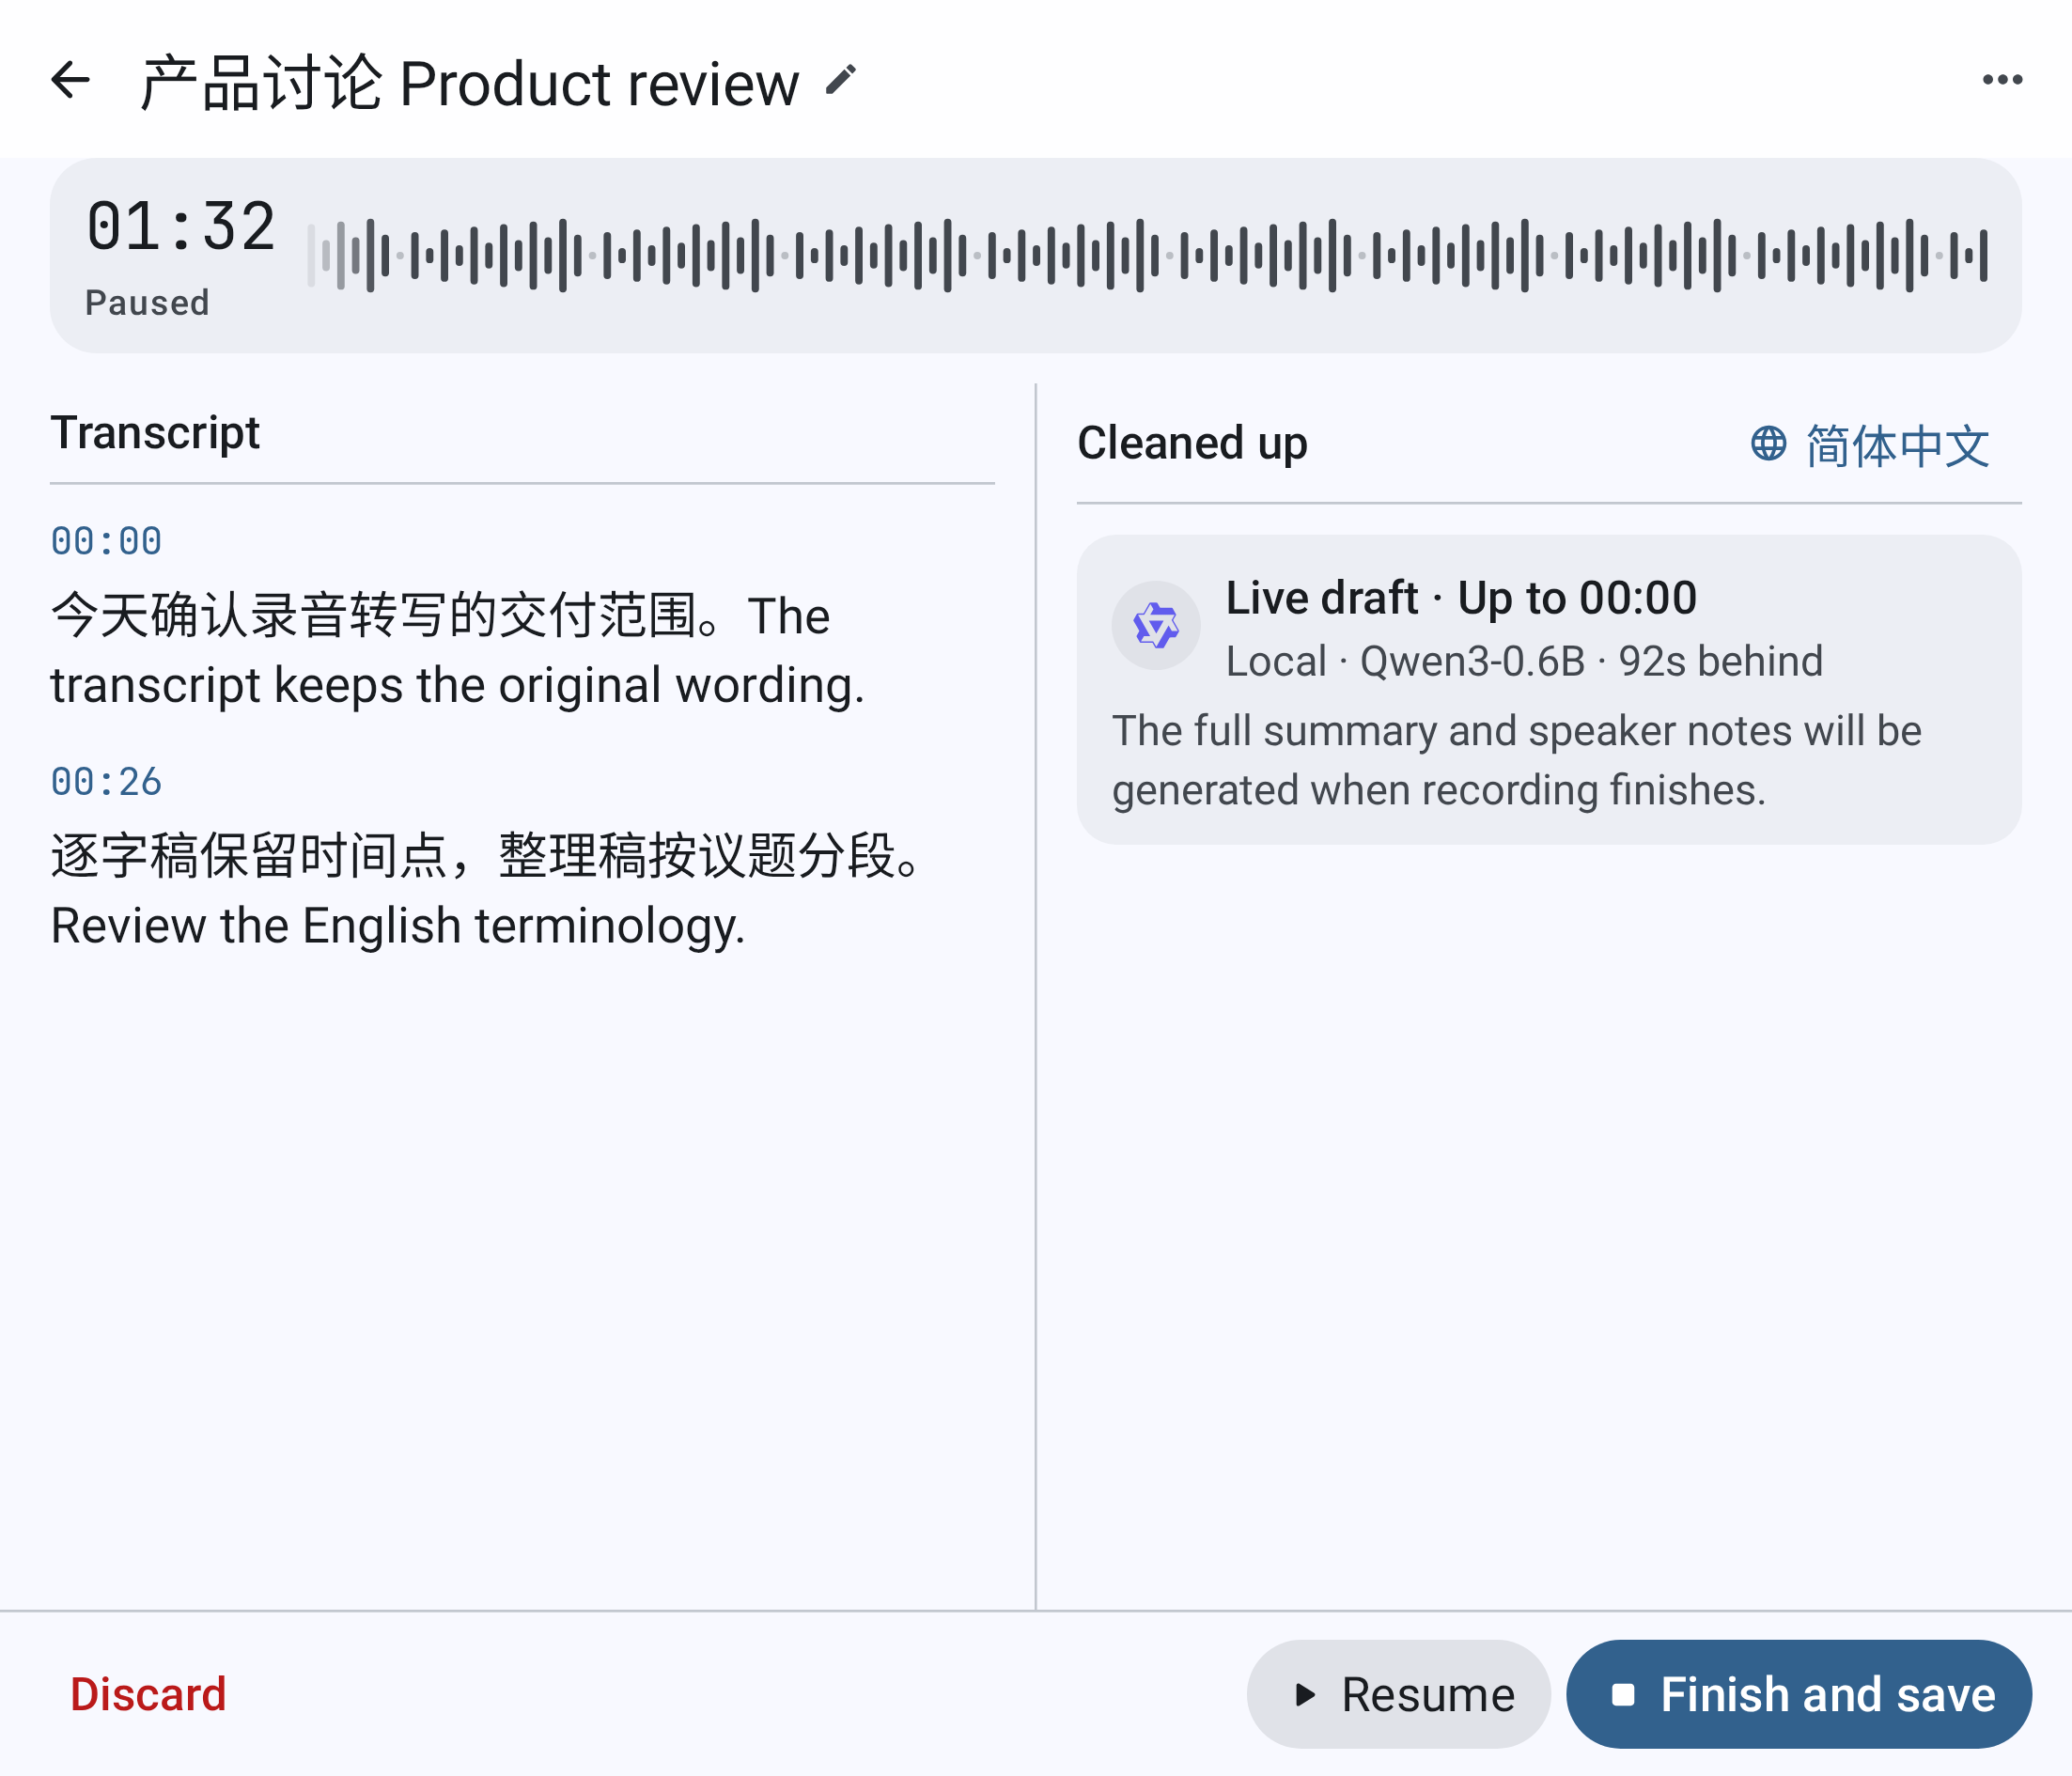 产品讨论 Product review
01:32
Paused
Transcript
00:00
今天确认录音转写的交付范围。The
transcript keeps the original wording.
00:26
逐字稿保留时间点，整理稿按议题分段。
Review the English terminology.
Cleaned up
简体中文
Live draft · Up to 00:00
Local · Qwen3-0.6B · 92s behind
The full summary and speaker notes will be
generated when recording finishes.
Discard
Resume
Finish and save